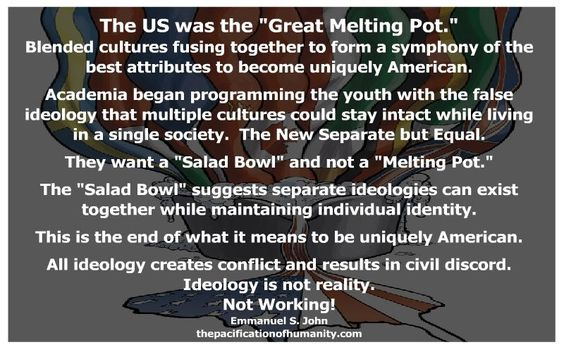 The US was the "Great Melting Pot."
Blended cultures fusing together to form a symphony of the
best attributes to become uniquely American.
Academia began programming the youth with the false
ideology that multiple cultures could stay intact while living
in a single society.  The New Separate but Equal.
They want a "Salad Bowl" and not a "Melting Pot."
The "Salad Bowl" suggests separate ideologies can exist
together while maintaining individual identity.
This is the end of what it means to be uniquely American.
All ideology creates conflict and results in civil discord.
Ideology is not reality.
Not Working!
Emmanuel S. John
thepacificationofhumanity.com